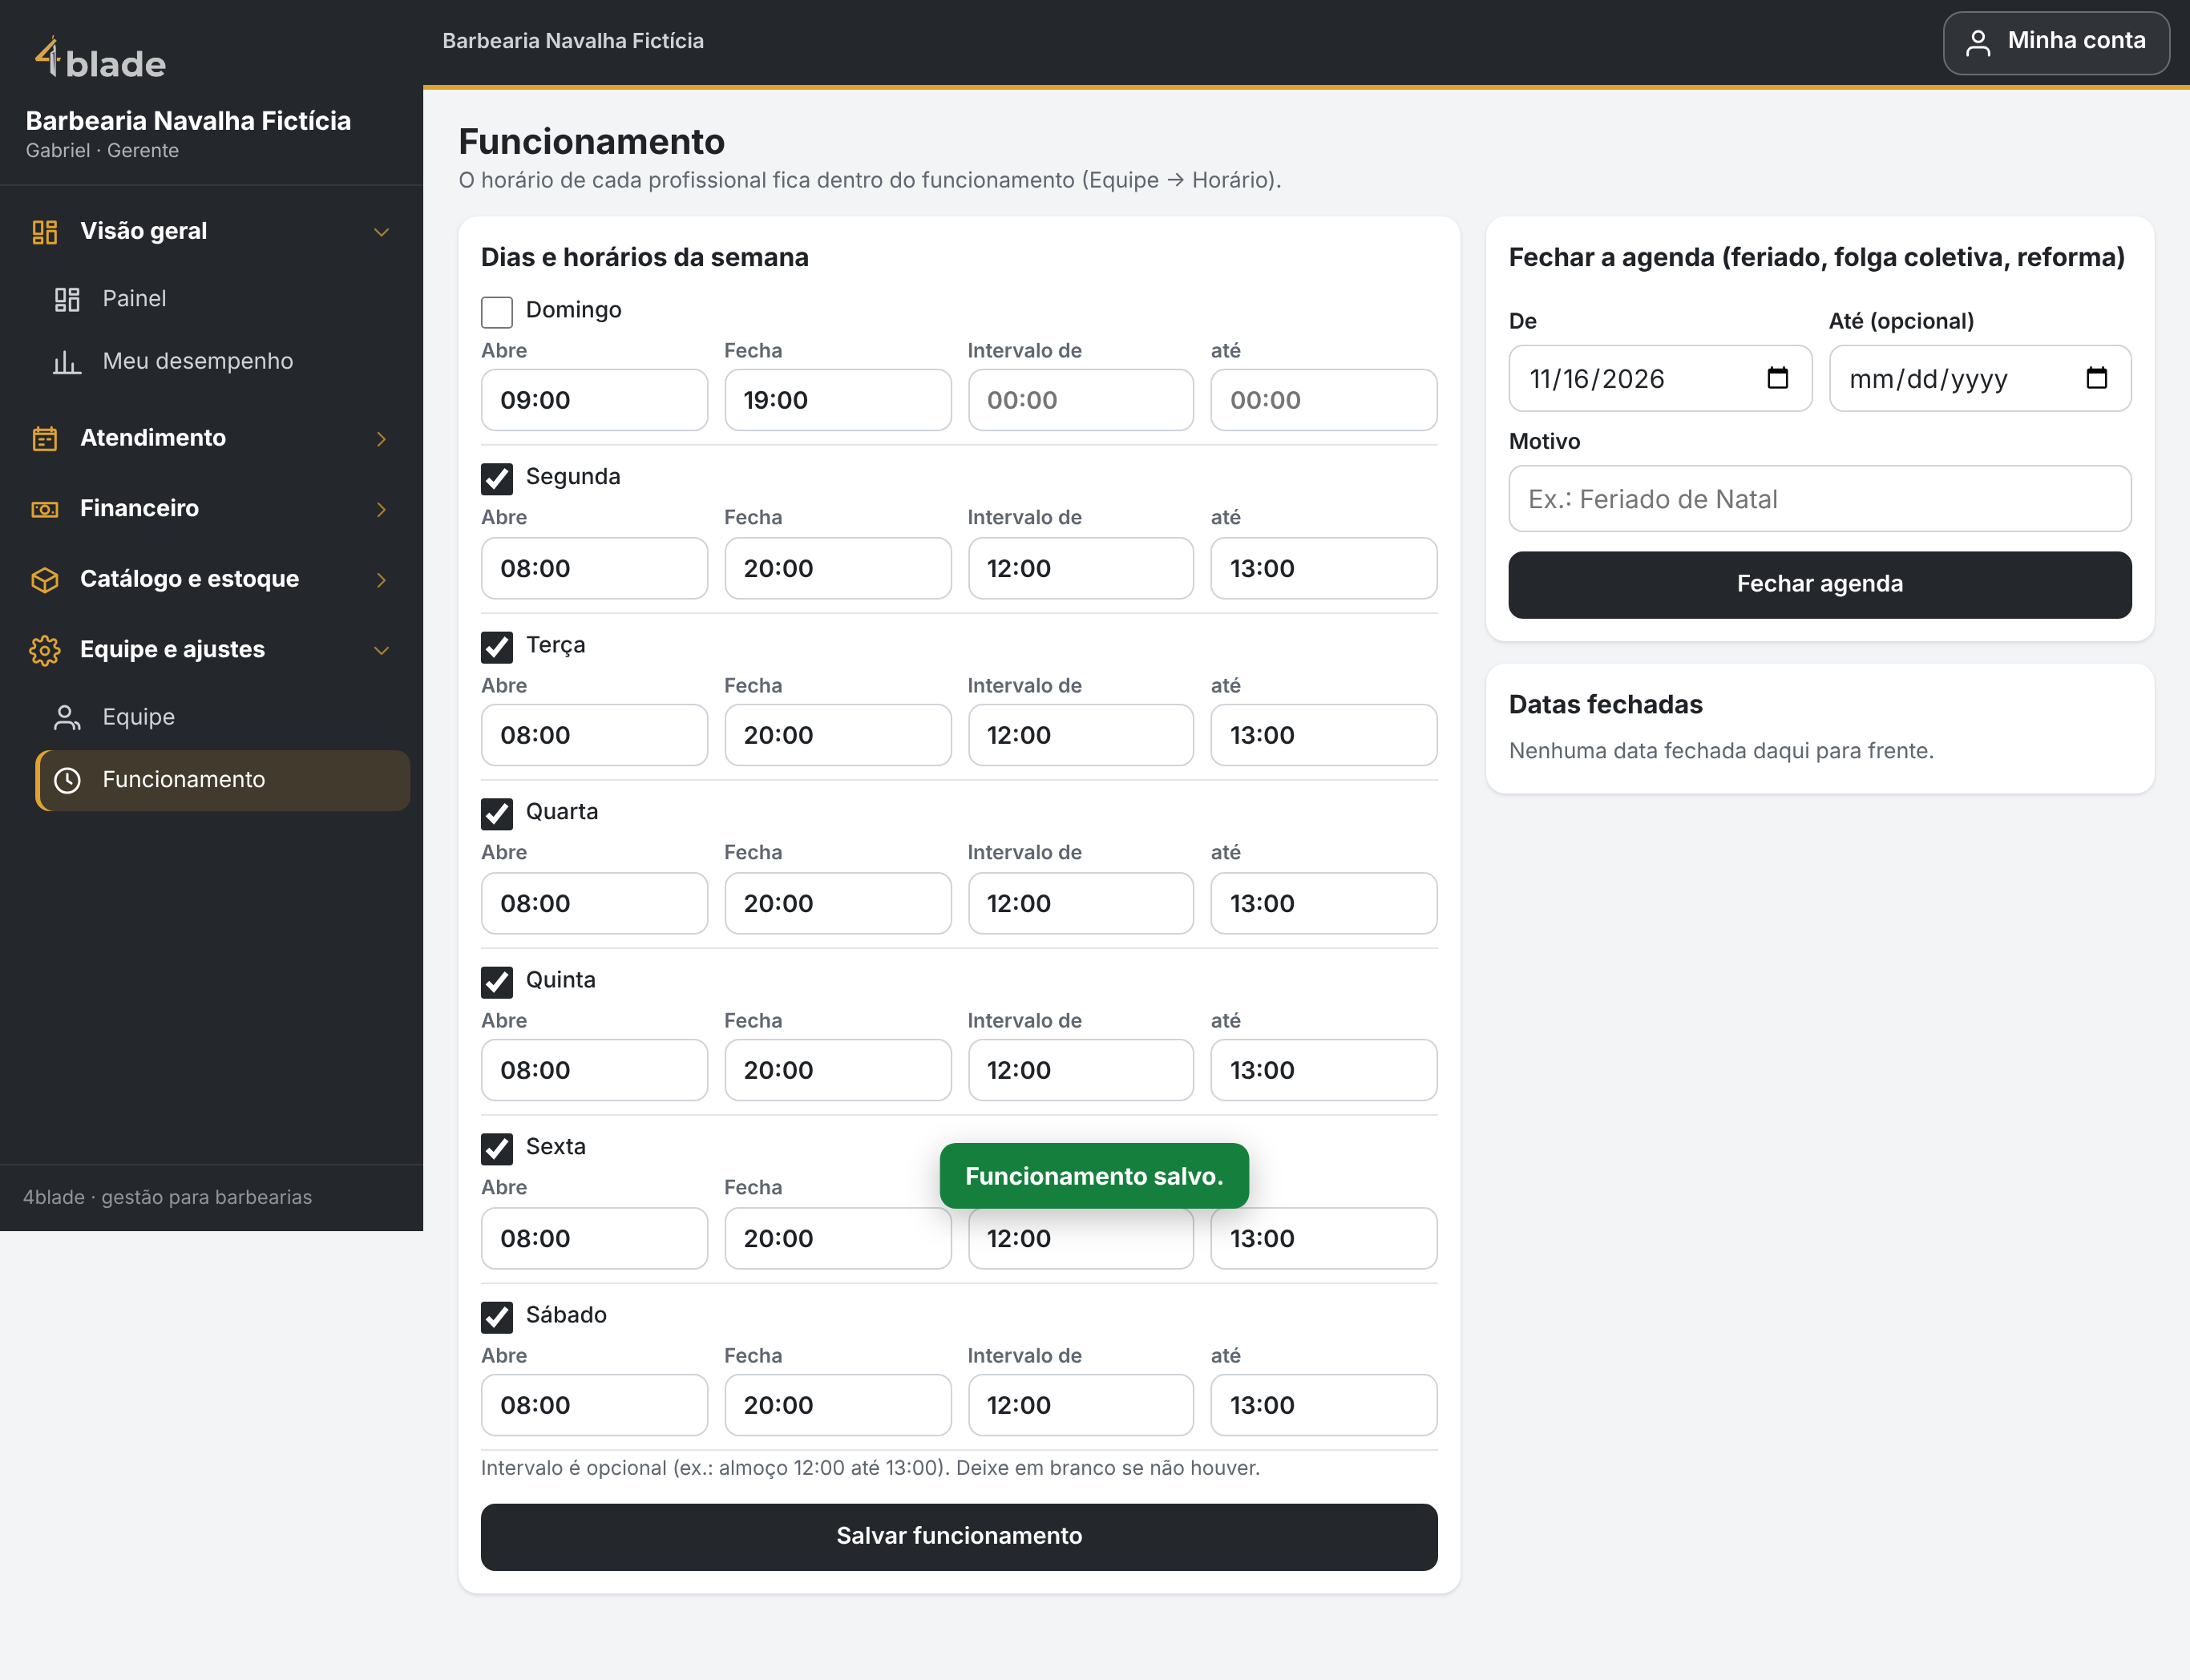 4blade
Barbearia Navalha Fictícia
Gabriel · Gerente
Visão geral
Painel
Meu desempenho
Atendimento
Financeiro
Catálogo e estoque
Equipe e ajustes
Equipe
Funcionamento
4blade · gestão para barbearias
Barbearia Navalha Fictícia
Minha conta
Funcionamento
O horário de cada profissional fica dentro do funcionamento (Equipe → Horário).
Dias e horários da semana
Domingo
Abre Fecha Intervalo de até
09:00 19:00 00:00 00:00
Segunda
Abre Fecha Intervalo de até
08:00 20:00 12:00 13:00
Terça
Abre Fecha Intervalo de até
08:00 20:00 12:00 13:00
Quarta
Abre Fecha Intervalo de até
08:00 20:00 12:00 13:00
Quinta
Abre Fecha Intervalo de até
08:00 20:00 12:00 13:00
Sexta
Abre Fecha
Funcionamento salvo.
08:00 20:00 12:00 13:00
Sábado
Abre Fecha Intervalo de até
08:00 20:00 12:00 13:00
Intervalo é opcional (ex.: almoço 12:00 até 13:00). Deixe em branco se não houver.
Salvar funcionamento
Fechar a agenda (feriado, folga coletiva, reforma)
De Até (opcional)
11/16/2026 mm/dd/yyyy
Motivo
Ex.: Feriado de Natal
Fechar agenda
Datas fechadas
Nenhuma data fechada daqui para frente.